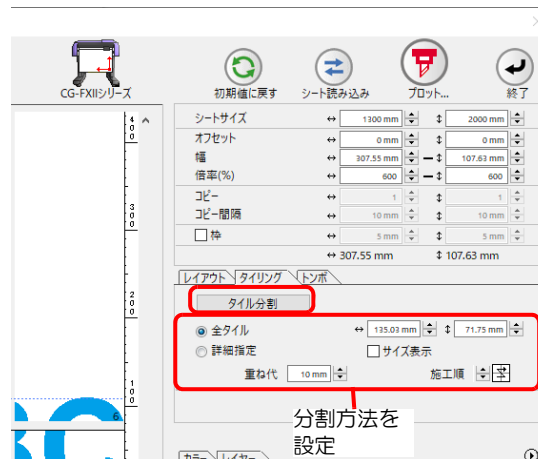 CG-FXIIシリーズ
初期値に戻す シート読み込み プロット... 終了
シートサイズ 1300 mm 2000 mm
オフセット 0 mm 0 mm
幅 307.55 mm 107.63 mm
倍率(%) 600 600
コピー 1 1
コピー間隔 10 mm 10 mm
枠 5 mm 5 mm
307.55 mm 107.63 mm
レイアウト タイリング トンボ
タイル分割
全タイル 135.03 mm 71.75 mm
詳細指定 サイズ表示
重ね代 10 mm 施工順
分割方法を
設定
カラー レイヤー
400
300
200
100
6
BC